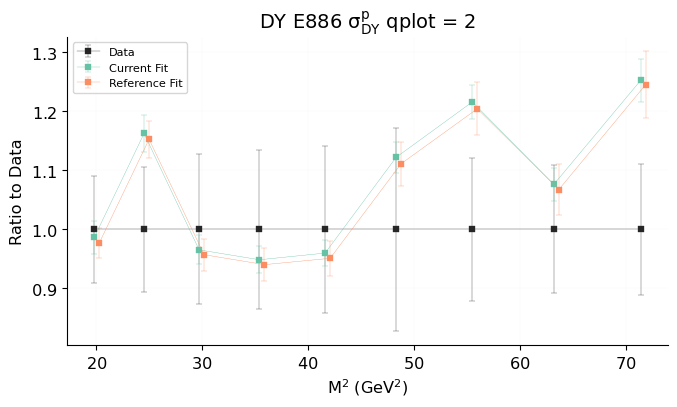 DY E886 σᵖ_DY qplot = 2
Data
Current Fit
Reference Fit
1.3
1.2
1.1
1.0
0.9
Ratio to Data
20 30 40 50 60 70
M² (GeV²)